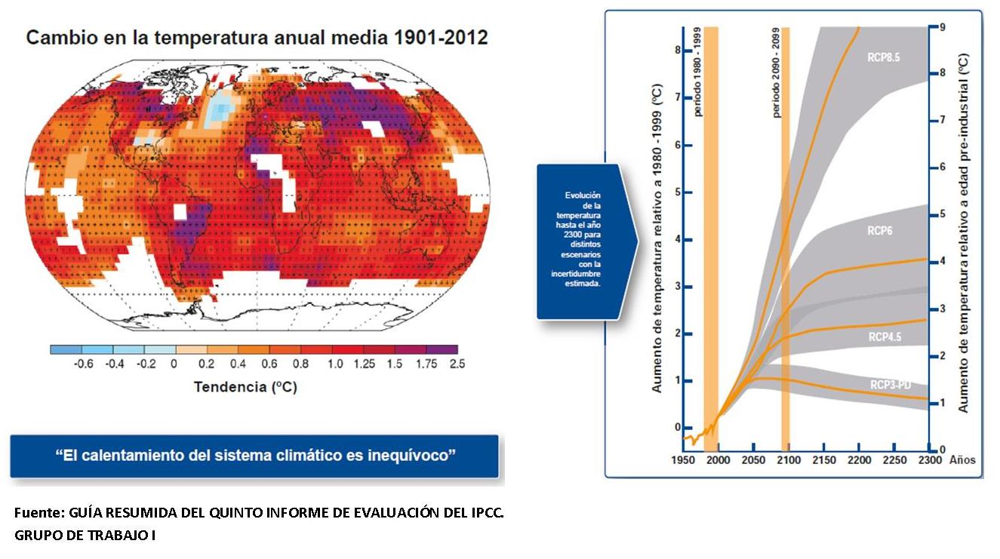 Cambio en la temperatura anual media 1901-2012
-0.6 -0.4 -0.2 0 0.2 0.4 0.6 0.8 1.0 1.25 1.5 1.75 2.5
Tendencia (ºC)
“El calentamiento del sistema climático es inequívoco”
Fuente: GUÍA RESUMIDA DEL QUINTO INFORME DE EVALUACIÓN DEL IPCC.
GRUPO DE TRABAJO I
Evolución
de la
temperatura
hasta el año
2300 para
distintos
escenarios
con la
incertidumbre
estimada.
Aumento de temperatura relativo a 1980 -1999 (ºC)
8
7
6
5
4
3
2
1
0
periodo 1980 - 1999
periodo 2090 - 2099
RCP8.5
RCP6
RCP4.5
RCP3-PD
9
8
7
6
5
4
3
2
1
0
Aumento de temperatura relativo a edad pre-industrial (ºC)
1950 2000 2050 2100 2150 2200 2250 2300 Años